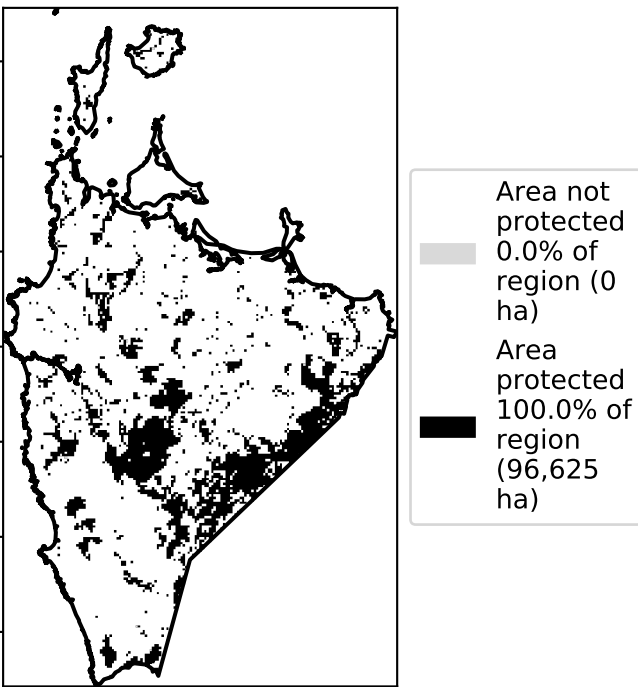 Area not
protected
0.0% of
region (0
ha)
Area
protected
100.0% of
region
(96,625
ha)